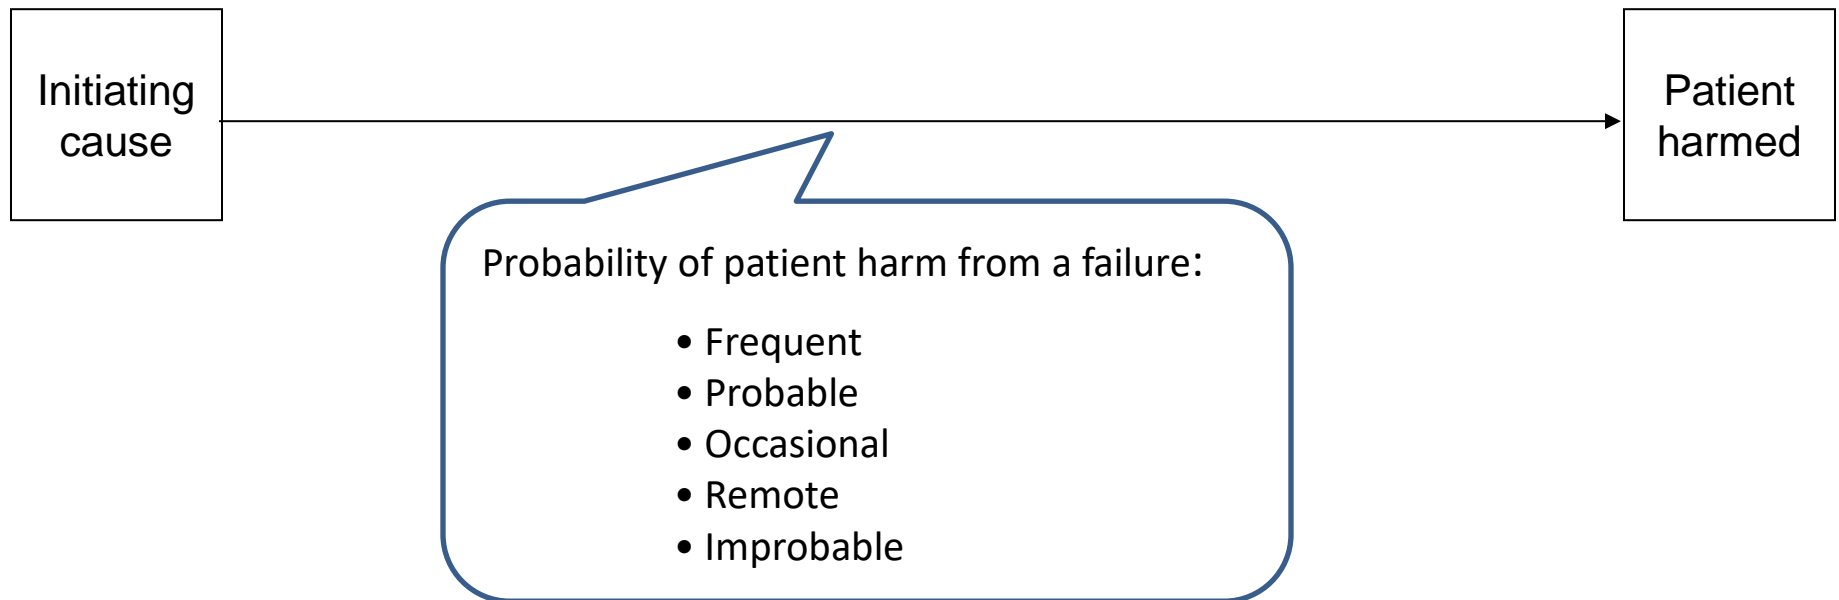 Initiating
cause
Patient
harmed
Probability of patient harm from a failure:
• Frequent
• Probable
• Occasional
• Remote
• Improbable